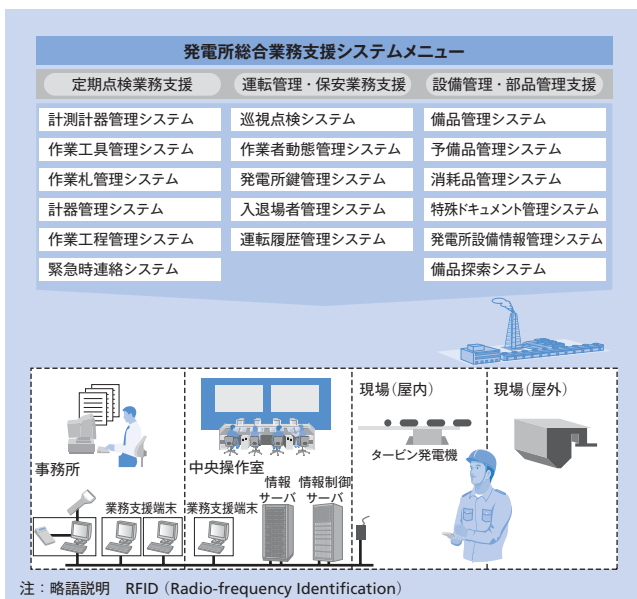 発電所総合業務支援システムメニュー
定期点検業務支援
運転管理・保安業務支援
設備管理・部品管理支援
計測計器管理システム
作業工具管理システム
作業札管理システム
計器管理システム
作業工程管理システム
緊急時連絡システム
巡視点検システム
作業者動態管理システム
発電所鍵管理システム
入退場者管理システム
運転履歴管理システム
備品管理システム
予備品管理システム
消耗品管理システム
特殊ドキュメント管理システム
発電所設備情報管理システム
備品探索システム
事務所
業務支援端末
中央操作室
業務支援端末
情報
サーバ
情報制御
サーバ
現場（屋内）
タービン発電機
現場（屋外）
注：略語説明　RFID（Radio-frequency Identification）